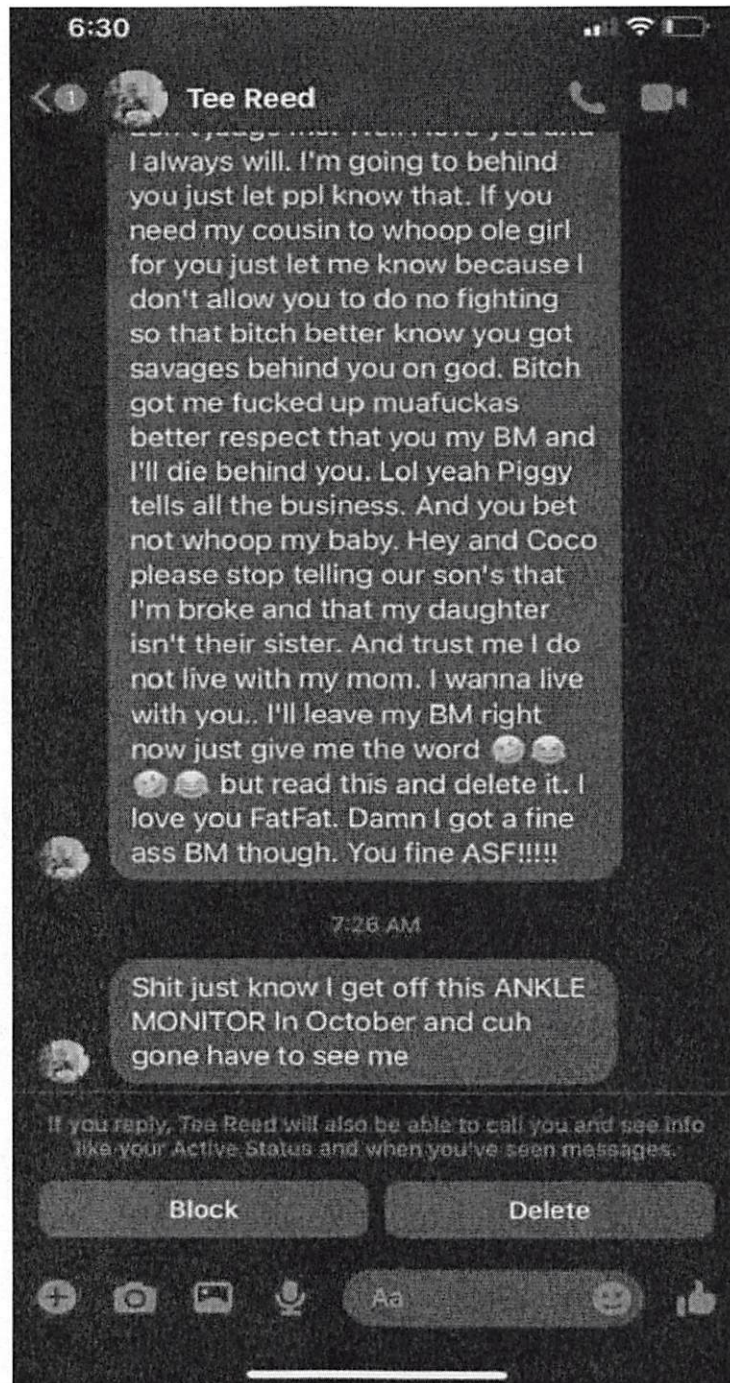 6:30
1
Tee Reed
don't judge me. Well I love you and
I always will. I'm going to behind
you just let ppl know that. If you
need my cousin to whoop ole girl
for you just let me know because I
don't allow you to do no fighting
so that bitch better know you got
savages behind you on god. Bitch
got me fucked up muafuckas
better respect that you my BM and
I'll die behind you. Lol yeah Piggy
tells all the business. And you bet
not whoop my baby. Hey and Coco
please stop telling our son's that
I'm broke and that my daughter
isn't their sister. And trust me I do
not live with my mom. I wanna live
with you.. I'll leave my BM right
now just give me the word 🤣😂
🤣😂 but read this and delete it. I
love you FatFat. Damn I got a fine
ass BM though. You fine ASF!!!!!
7:26 AM
Shit just know I get off this ANKLE
MONITOR In October and cuh
gone have to see me
If you reply, Tee Reed will also be able to call you and see info
like your Active Status and when you've seen messages.
Block
Delete
Aa